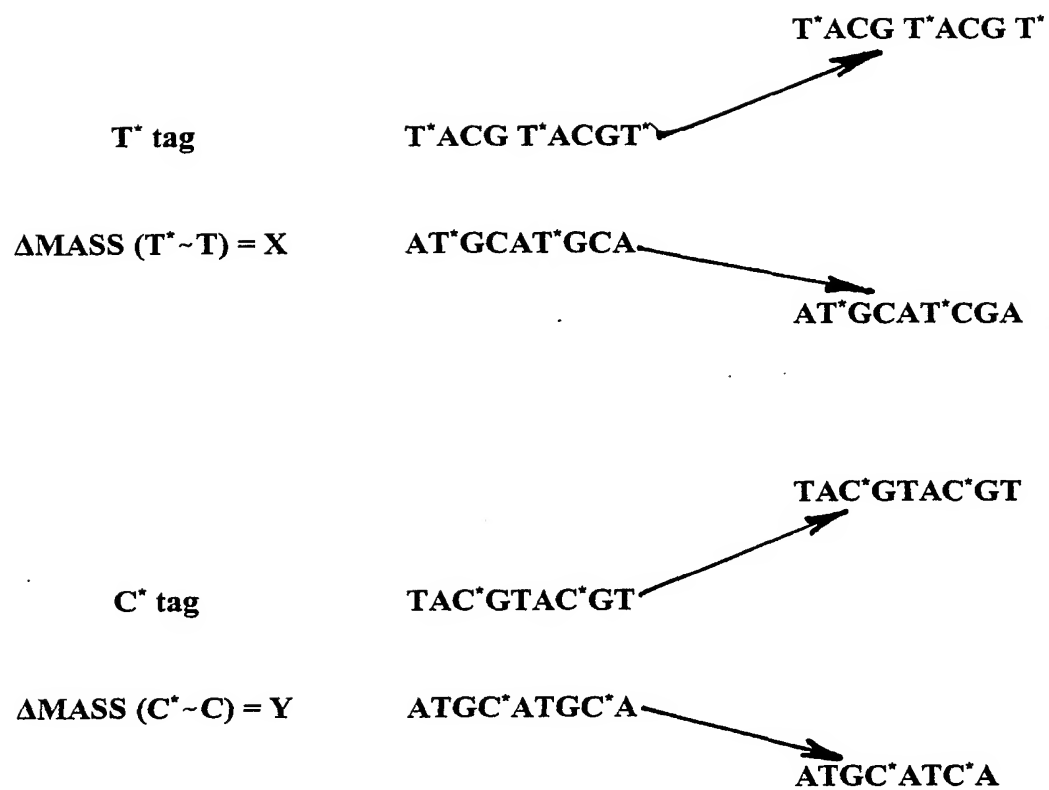 T*ACG T*ACG T*
T* tag T*ACG T*ACGT*
ΔMASS (T*~T) = X AT*GCAT*GCA
AT*GCAT*CGA
TAC*GTAC*GT
C* tag TAC*GTAC*GT
ΔMASS (C*~C) = Y ATGC*ATGC*A
ATGC*ATC*A